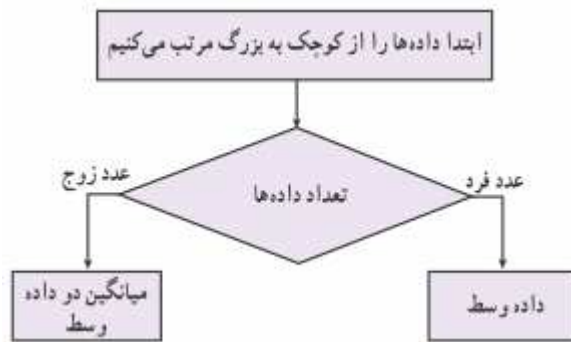 ابتدا داده‌ها را از کوچک به بزرگ مرتب می‌کنیم
تعداد داده‌ها
عدد فرد
عدد زوج
داده وسط
میانگین دو داده
وسط